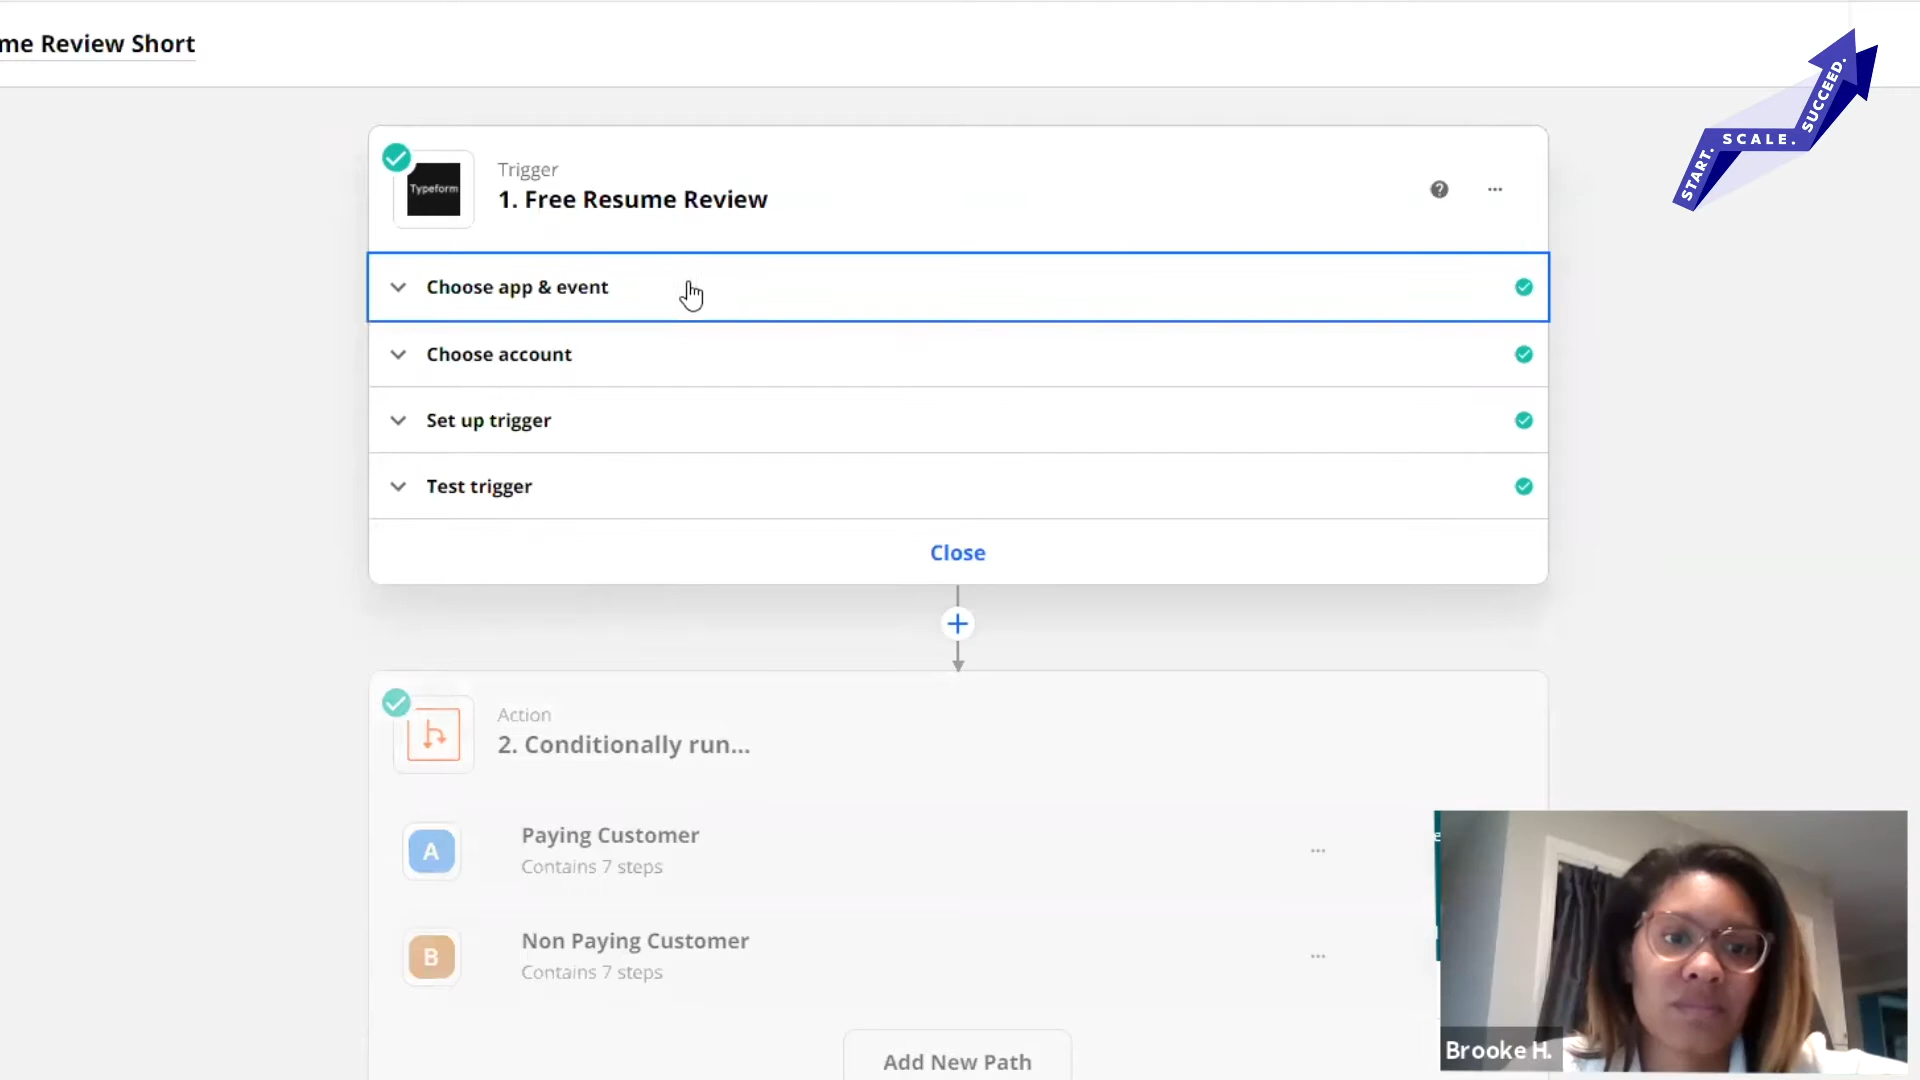 me Review Short
START. SCALE. SUCCEED.
Typeform
Trigger
1. Free Resume Review
?
Choose app & event
Choose account
Set up trigger
Test trigger
Close
Action
2. Conditionally run...
A
Paying Customer
Contains 7 steps
B
Non Paying Customer
Contains 7 steps
Add New Path
Brooke H.